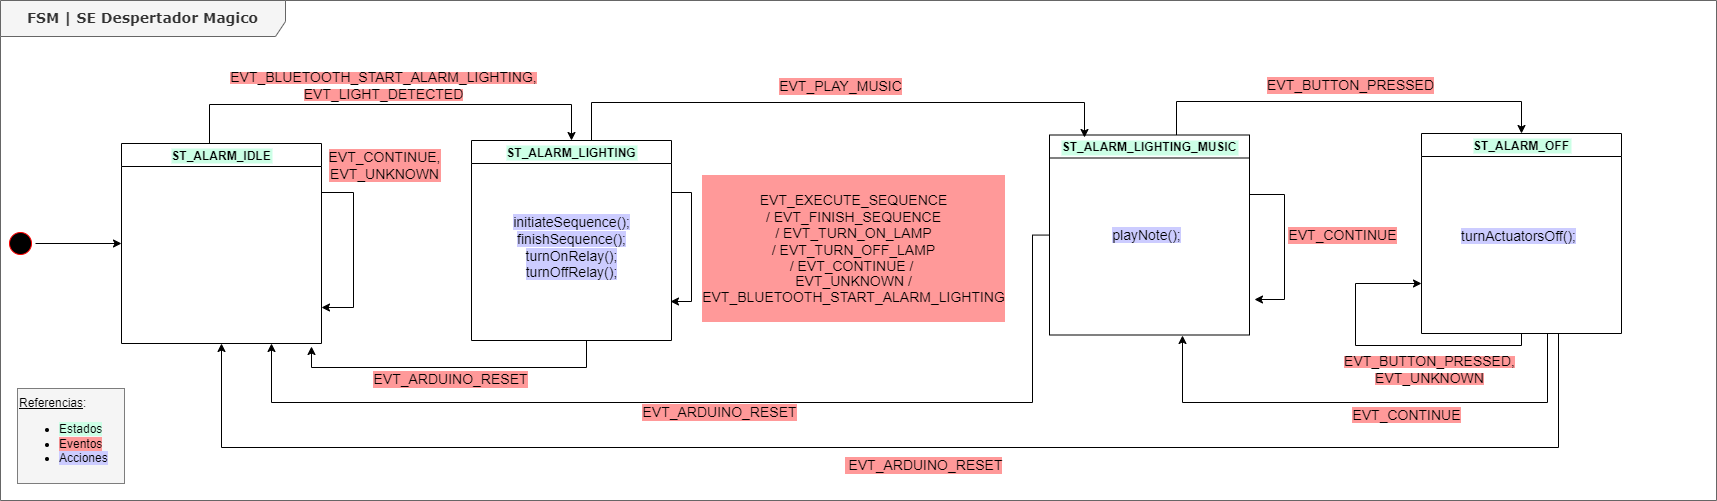 FSM | SE Despertador Magico
EVT_BLUETOOTH_START_ALARM_LIGHTING,
EVT_LIGHT_DETECTED
EVT_PLAY_MUSIC
EVT_BUTTON_PRESSED
ST_ALARM_IDLE
EVT_CONTINUE,
EVT_UNKNOWN
ST_ALARM_LIGHTING
initiateSequence();
finishSequence();
turnOnRelay();
turnOffRelay();
EVT_EXECUTE_SEQUENCE
/ EVT_FINISH_SEQUENCE
/ EVT_TURN_ON_LAMP
/ EVT_TURN_OFF_LAMP
/ EVT_CONTINUE /
EVT_UNKNOWN /
EVT_BLUETOOTH_START_ALARM_LIGHTING
ST_ALARM_LIGHTING_MUSIC
playNote();
EVT_CONTINUE
ST_ALARM_OFF
turnActuatorsOff();
EVT_BUTTON_PRESSED,
EVT_UNKNOWN
EVT_ARDUINO_RESET
EVT_ARDUINO_RESET
EVT_CONTINUE
EVT_ARDUINO_RESET
Referencias:
Estados
Eventos
Acciones